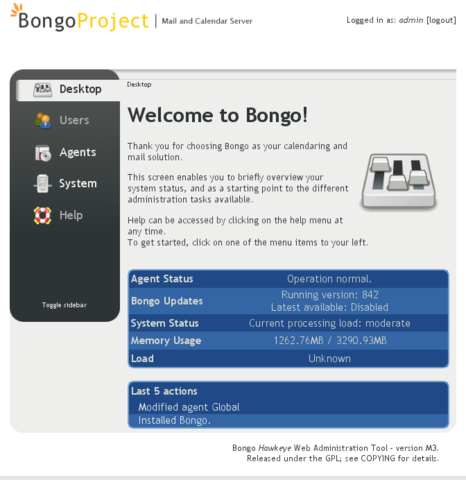 BongoProject | Mail and Calendar Server
Logged in as: admin [logout]
Desktop
Users
Agents
System
Help
Toggle sidebar
Desktop
Welcome to Bongo!
Thank you for choosing Bongo as your calendaring and
mail solution.
This screen enables you to briefly overview your
system status, and as a starting point to the different
administration tasks available.
Help can be accessed by clicking on the help menu at
any time.
To get started, click on one of the menu items to your left.
Agent Status Operation normal.
Bongo Updates Running version: 842
Latest available: Disabled
System Status Current processing load: moderate
Memory Usage 1262.76MB / 3290.93MB
Load Unknown
Last 5 actions
Modified agent Global
Installed Bongo.
Bongo Hawkeye Web Administration Tool - version M3.
Released under the GPL; see COPYING for details.